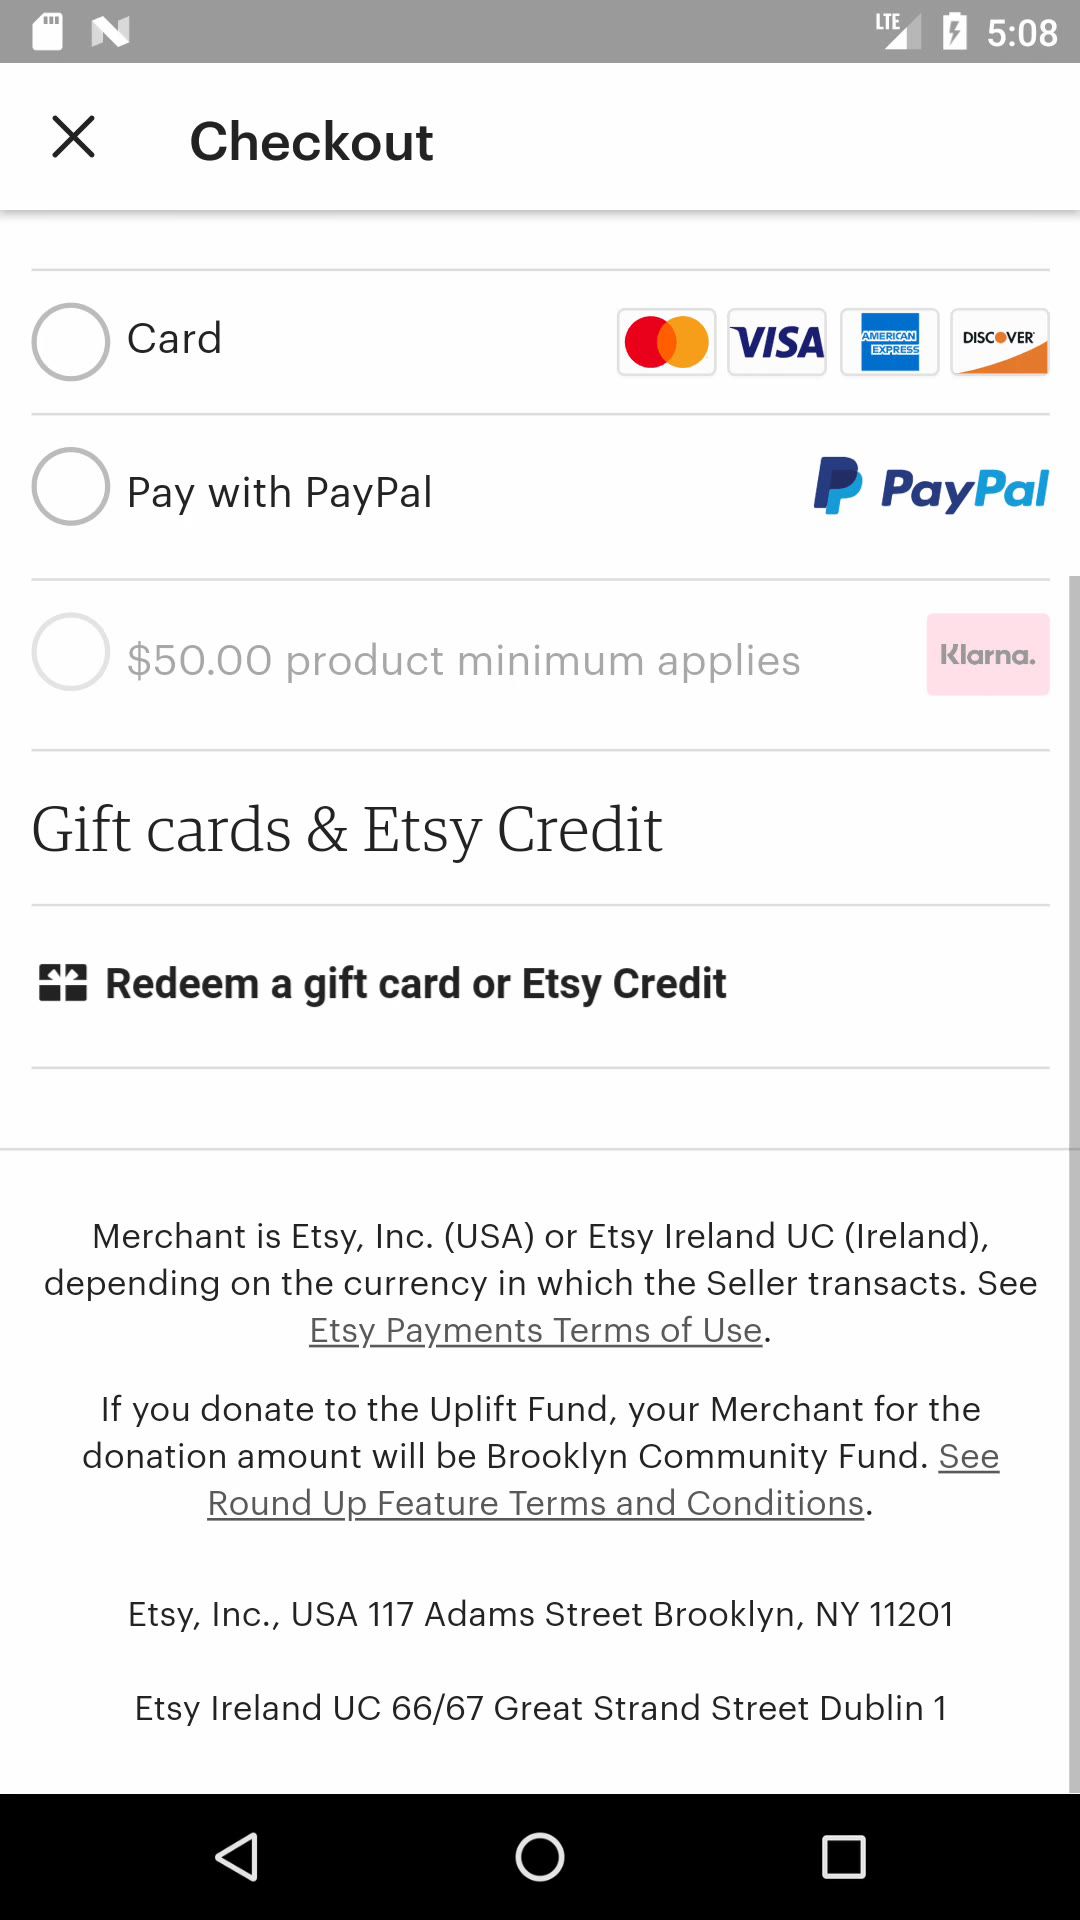 LTE 5:08
Checkout
Card VISA AMERICAN EXPRESS DISCOVER
Pay with PayPal PayPal
$50.00 product minimum applies Klarna.
Gift cards & Etsy Credit
Redeem a gift card or Etsy Credit
Merchant is Etsy, Inc. (USA) or Etsy Ireland UC (Ireland),
depending on the currency in which the Seller transacts. See
Etsy Payments Terms of Use.
If you donate to the Uplift Fund, your Merchant for the
donation amount will be Brooklyn Community Fund. See
Round Up Feature Terms and Conditions.
Etsy, Inc., USA 117 Adams Street Brooklyn, NY 11201
Etsy Ireland UC 66/67 Great Strand Street Dublin 1